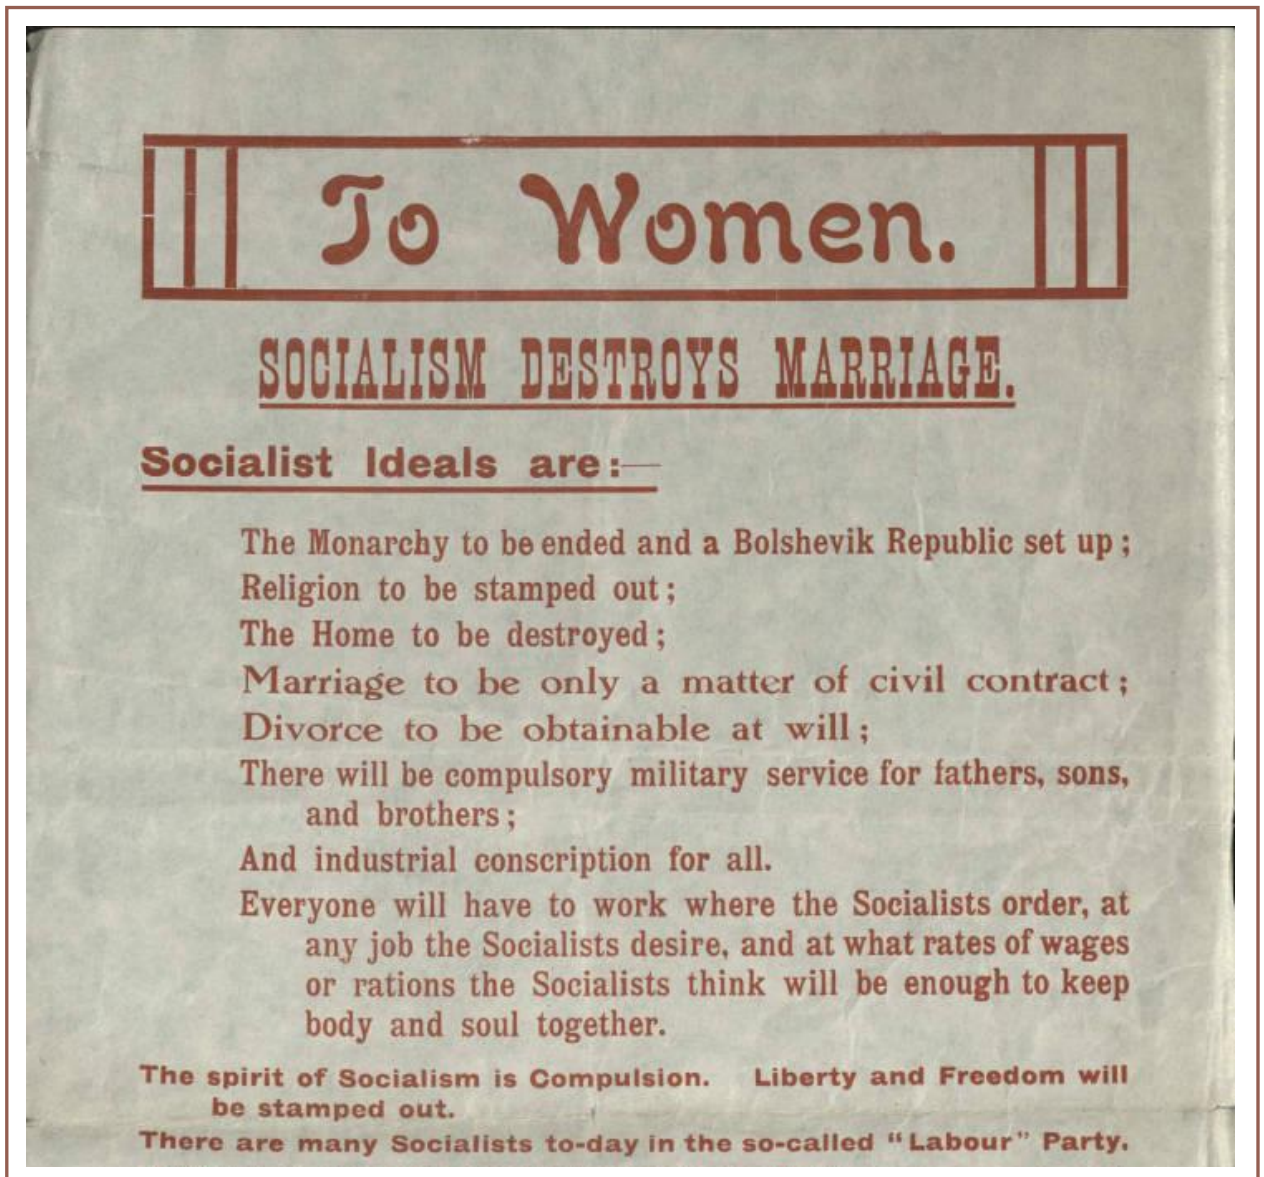 To Women.
SOCIALISM DESTROYS MARRIAGE.
Socialist Ideals are:—
The Monarchy to be ended and a Bolshevik Republic set up;
Religion to be stamped out;
The Home to be destroyed;
Marriage to be only a matter of civil contract;
Divorce to be obtainable at will;
There will be compulsory military service for fathers, sons,
and brothers;
And industrial conscription for all.
Everyone will have to work where the Socialists order, at
any job the Socialists desire, and at what rates of wages
or rations the Socialists think will be enough to keep
body and soul together.
The spirit of Socialism is Compulsion. Liberty and Freedom will
be stamped out.
There are many Socialists to-day in the so-called "Labour" Party.